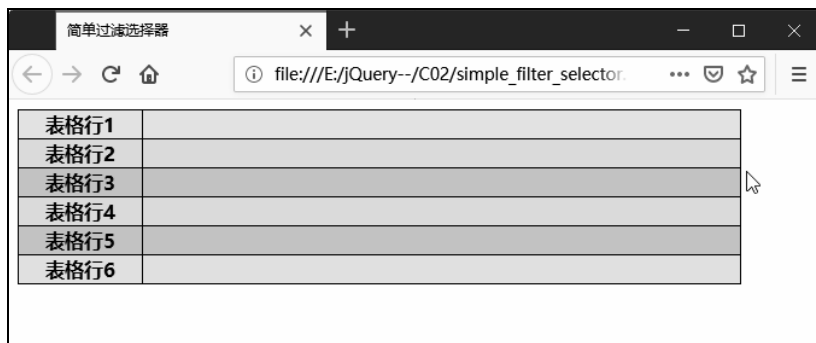 简单过滤选择器
file:///E:/jQuery--/C02/simple_filter_selector.
表格行1
表格行2
表格行3
表格行4
表格行5
表格行6